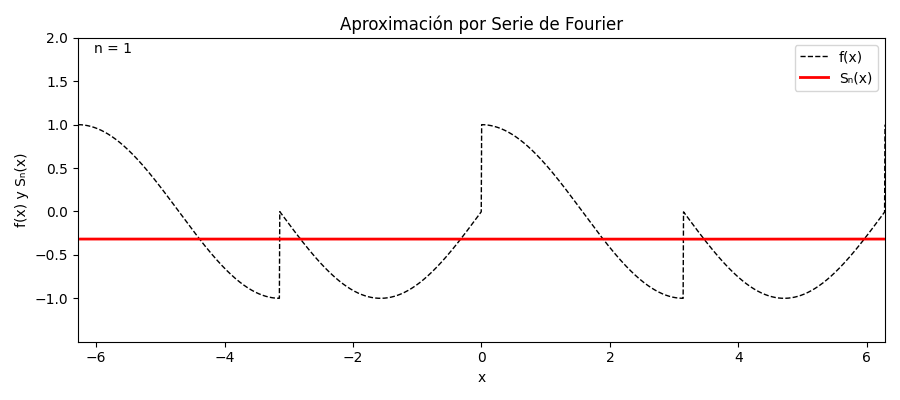 Aproximación por Serie de Fourier
n = 1
f(x)
Sₙ(x)
f(x) y Sₙ(x)
2.0
1.5
1.0
0.5
0.0
−0.5
−1.0
−6
−4
−2
0
2
4
6
x